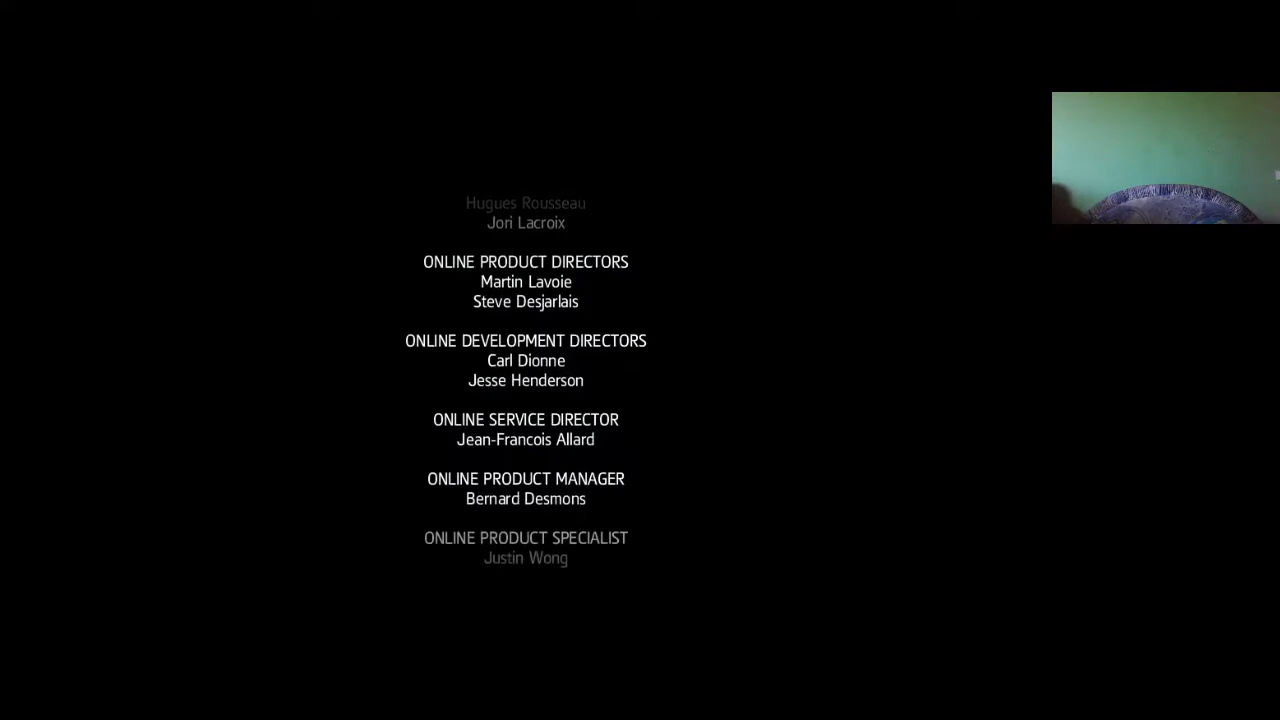 Hugues Rousseau
Jori Lacroix
ONLINE PRODUCT DIRECTORS
Martin Lavoie
Steve Desjarlais
ONLINE DEVELOPMENT DIRECTORS
Carl Dionne
Jesse Henderson
ONLINE SERVICE DIRECTOR
Jean-Francois Allard
ONLINE PRODUCT MANAGER
Bernard Desmons
ONLINE PRODUCT SPECIALIST
Justin Wong